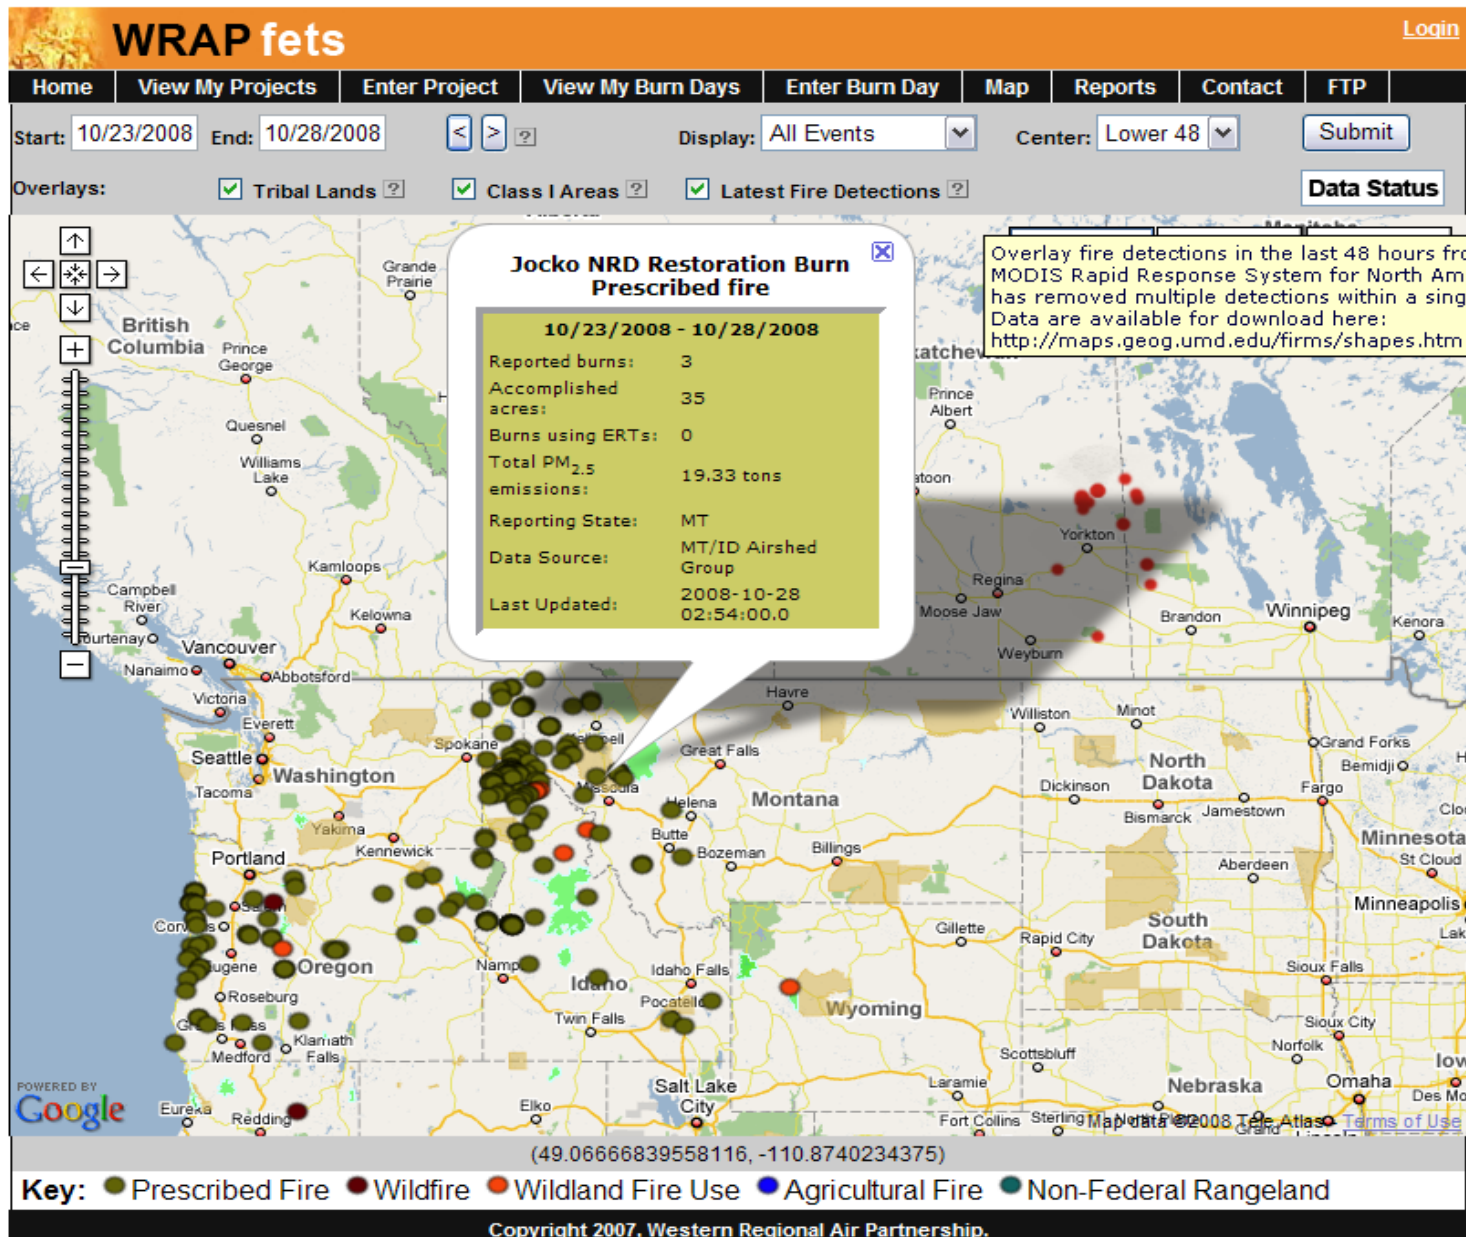 WRAP fets
Login
Home View My Projects Enter Project View My Burn Days Enter Burn Day Map Reports Contact FTP
Start: 10/23/2008 End: 10/28/2008 < > ? Display: All Events Center: Lower 48 Submit
Overlays: Tribal Lands ? Class I Areas ? Latest Fire Detections ? Data Status
Overlay fire detections in the last 48 hours fro
MODIS Rapid Response System for North Am
has removed multiple detections within a sing
Data are available for download here:
http://maps.geog.umd.edu/firms/shapes.htm
Jocko NRD Restoration Burn
Prescribed fire
10/23/2008 - 10/28/2008
Reported burns: 3
Accomplished
acres: 35
Burns using ERTs: 0
Total PM2.5
emissions: 19.33 tons
Reporting State: MT
Data Source: MT/ID Airshed
Group
Last Updated: 2008-10-28
02:54:00.0
Grande
Prairie
British
Columbia
Prince
George
Quesnel
Williams
Lake
Kamloops
Kelowna
Campbell
River
Vancouver
Nanaimo
Abbotsford
Victoria
Everett
Seattle
Washington
Tacoma
Spokane
Yakima
Kennewick
Portland
Oregon
Roseburg
Medford
Klamath
Falls
Eureka
Redding
Prince
Albert
Yorkton
Regina
Moose Jaw
Weyburn
Brandon
Winnipeg
Kenora
Havre
Great Falls
Helena
Montana
Butte
Bozeman
Billings
Williston
Minot
North
Dakota
Dickinson
Bismarck
Jamestown
Grand Forks
Bemidji
Fargo
Minnesota
St Cloud
Minneapolis
Aberdeen
South
Dakota
Gillette
Rapid City
Sioux Falls
Idaho
Idaho Falls
Pocatello
Twin Falls
Wyoming
Sioux City
Norfolk
Scottsbluff
Nebraska
Omaha
Laramie
Salt Lake
City
Elko
Fort Collins
Sterling
POWERED BY
Google
Map data ©2008 Tele Atlas - Terms of Use
(49.06666839558116, -110.8740234375)
Key: Prescribed Fire Wildfire Wildland Fire Use Agricultural Fire Non-Federal Rangeland
Copyright 2007, Western Regional Air Partnership.